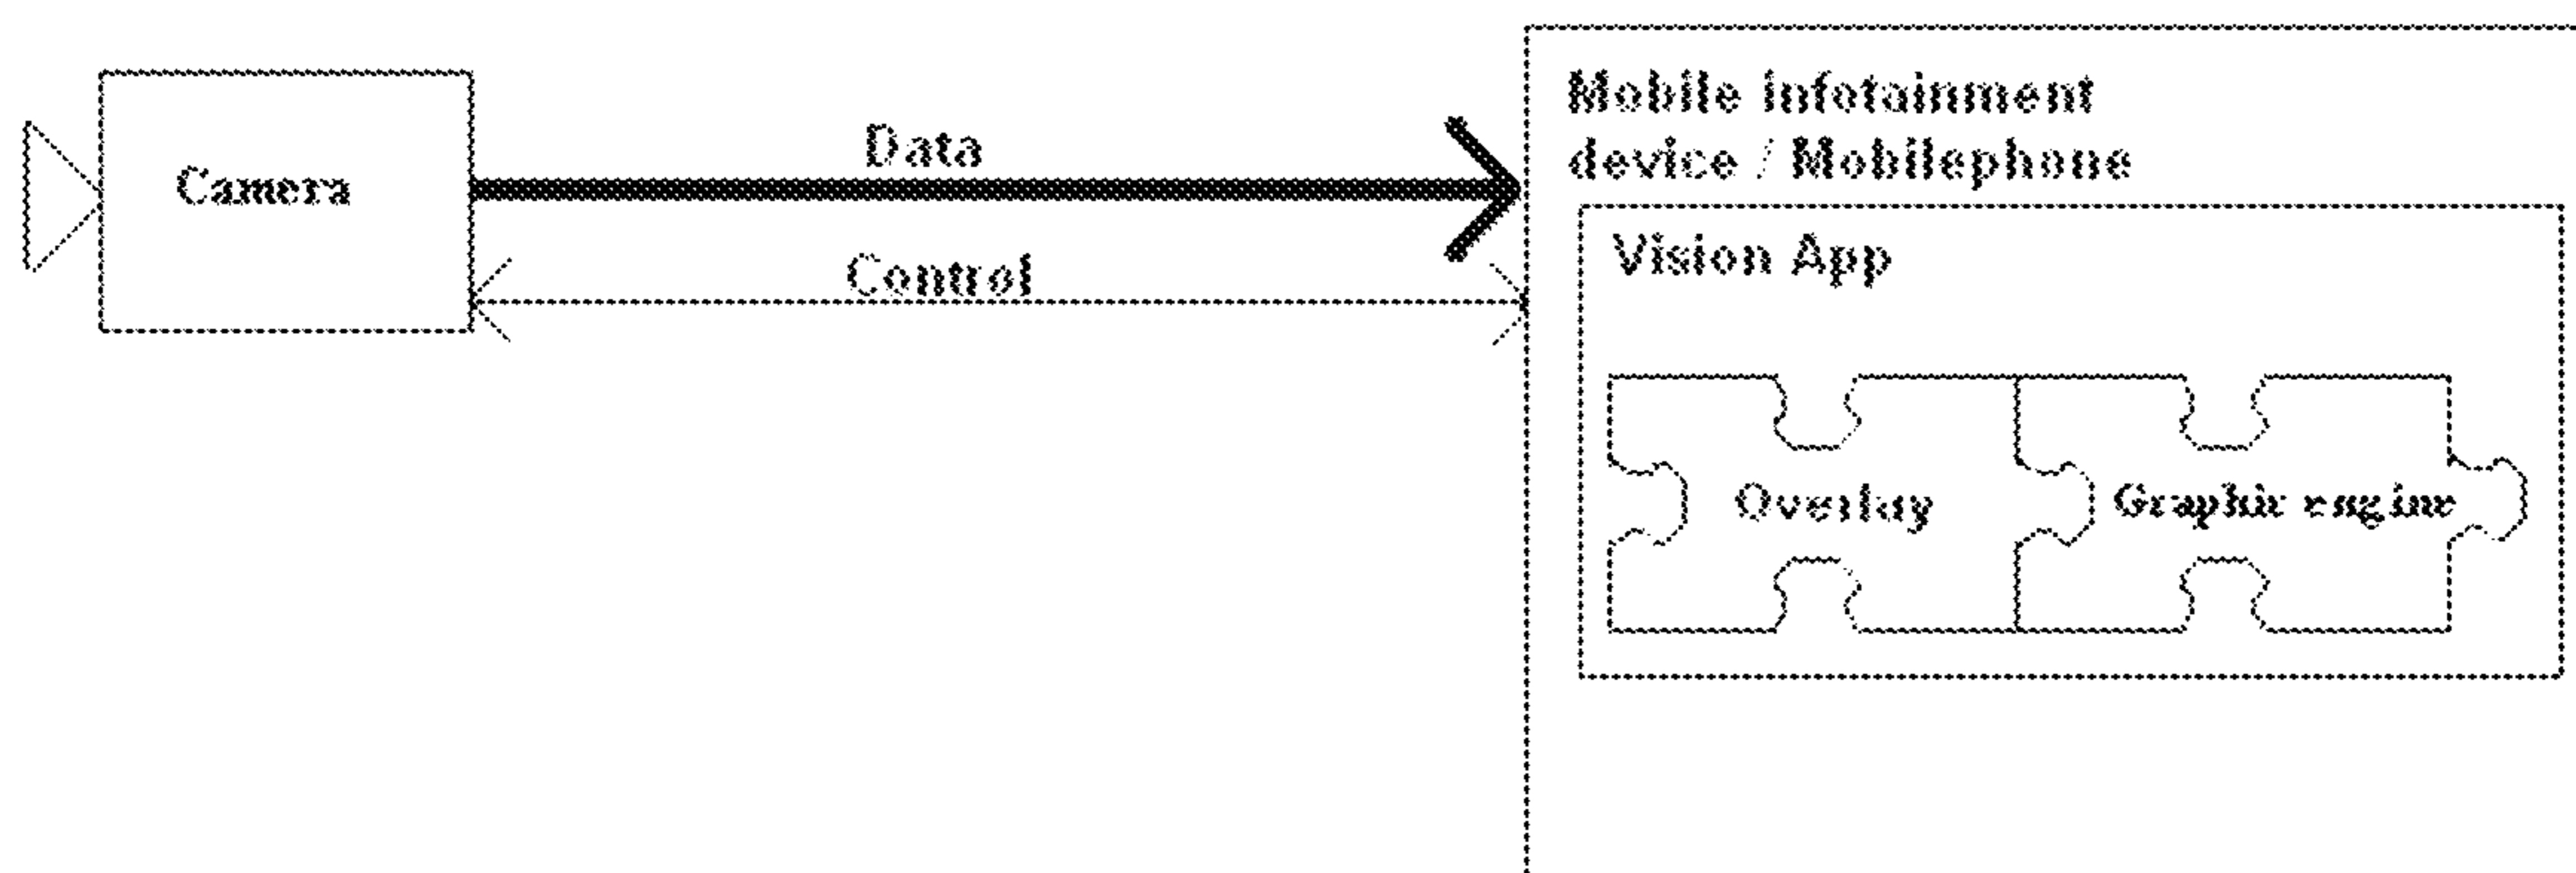 Camera
Data
Control
Mobile infotainment
device / Mobilephone
Vision App
Overlay
Graphic engine